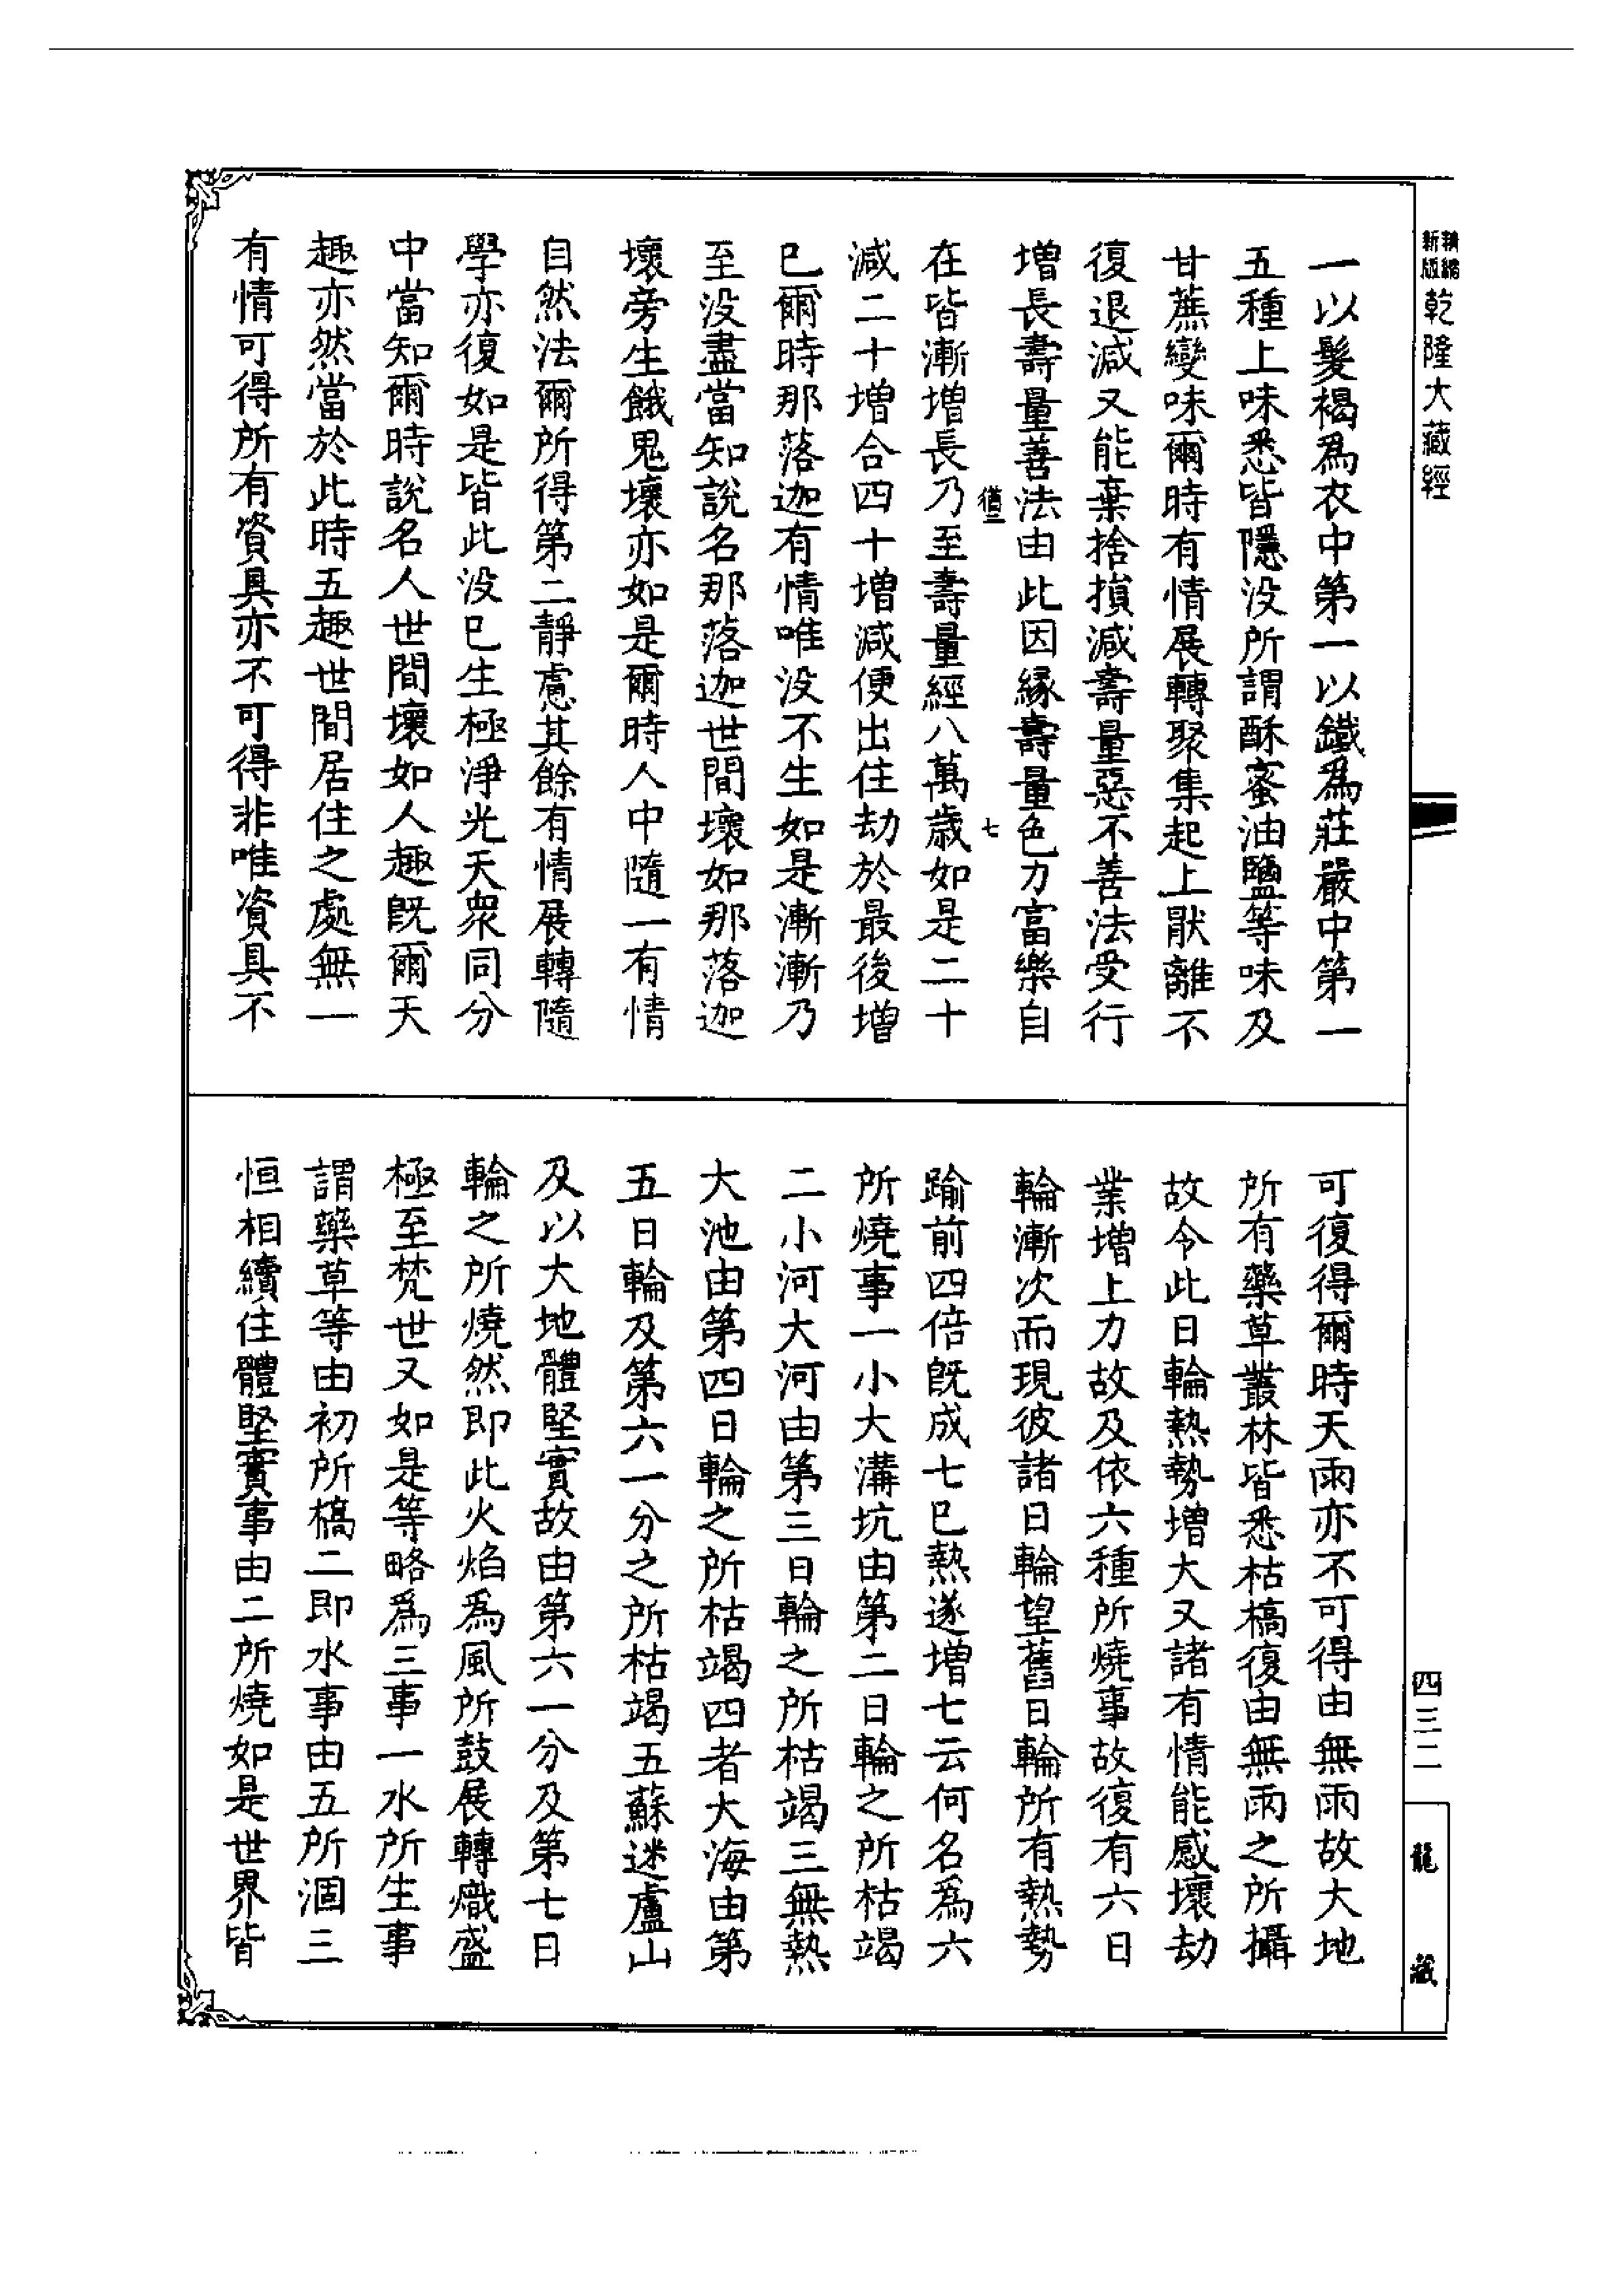 新版
乾隆大藏經
一以髮褐為衣中第一以鐵為莊嚴中第一
五種上味悉皆隱没所謂酥蜜油鹽等味及
甘蔗變味爾時有情展轉聚集起上猒離不
復退減又能棄捨損減壽量惡不善法受行
增長壽量善法由此因縁壽量色力富樂自
七
在皆漸增長乃至壽量經八萬歲如是二十
減二十增合四十增減便出住劫於最後增
已爾時那落迦有情唯没不生如是漸漸乃
至没盡當知說名那落迦世間壞如那落迦
壞旁生餓鬼壞亦如是爾時人中隨一有情
自然法爾所得第二靜慮其餘有情展轉隨
學亦復如是皆此没已生極淨光天衆同分
中當知爾時說名人世間壞如人趣既爾天
趣亦然當於此時五趣世間居住之處無一
有情可得所有資具亦不可得非唯資具不
可復得爾時天雨亦不可得由無雨故大地
所有藥草叢林皆悉枯槁復由無雨之所攝
故令此日輪熱勢增大又諸有情能感壞劫
業增上力故及依六種所燒事故復有六日
輪漸次而現彼諸日輪望舊日輪所有熱勢
踰前四倍既成七已熱遂增七云何名為六
所燒事一小大溝坑由第二日輪之所枯竭
二小河大河由第三日輪之所枯竭三無熱
大池由第四日輪之所枯竭四者大海由第
五日輪及第六一分之所枯竭五蘇迷盧山
及以大地體堅實故由第六一分及第七日
輪之所燒然即此火焰為風所鼓展轉熾盛
極至梵世又如是等略為三事一水所生事
謂藥草等由初所槁二即水事由五所涸三
恒相續住體堅實事由二所燒如是世界皆
四三二
龍藏